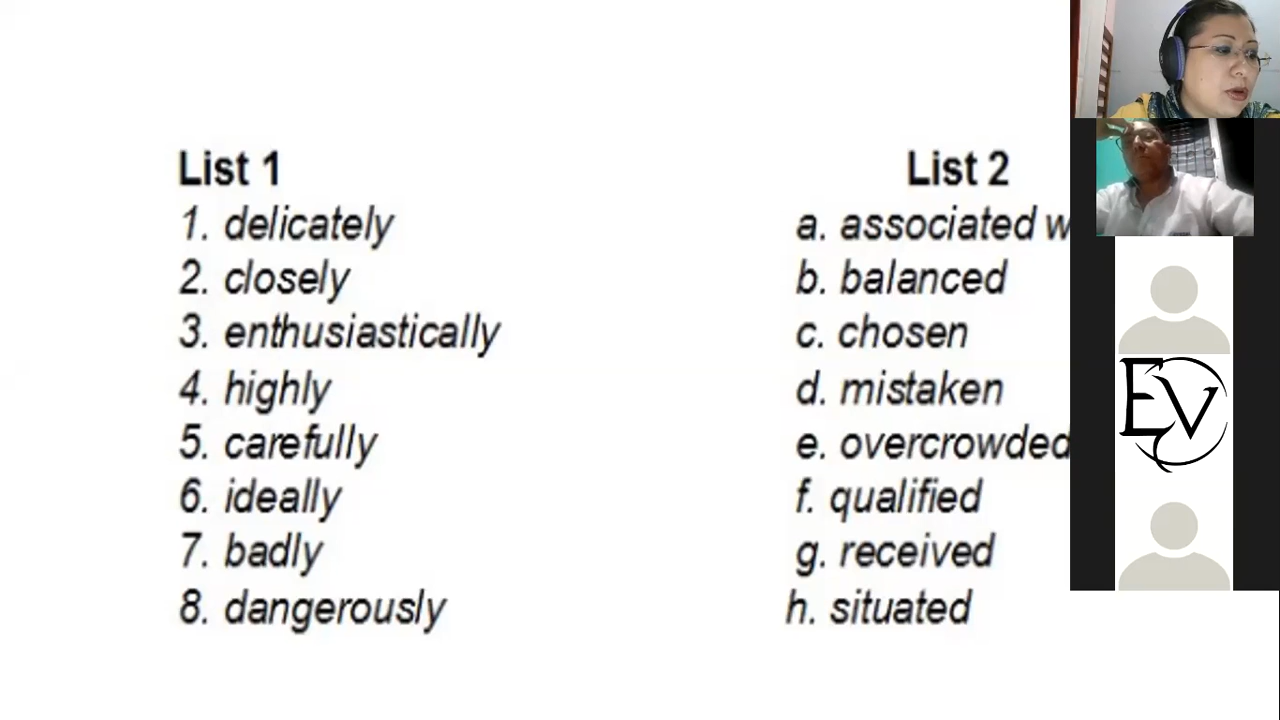 List 1
1. delicately
2. closely
3. enthusiastically
4. highly
5. carefully
6. ideally
7. badly
8. dangerously
List 2
a. associated
b. balanced
c. chosen
d. mistaken
e. overcrowded
f. qualified
g. received
h. situated
EV